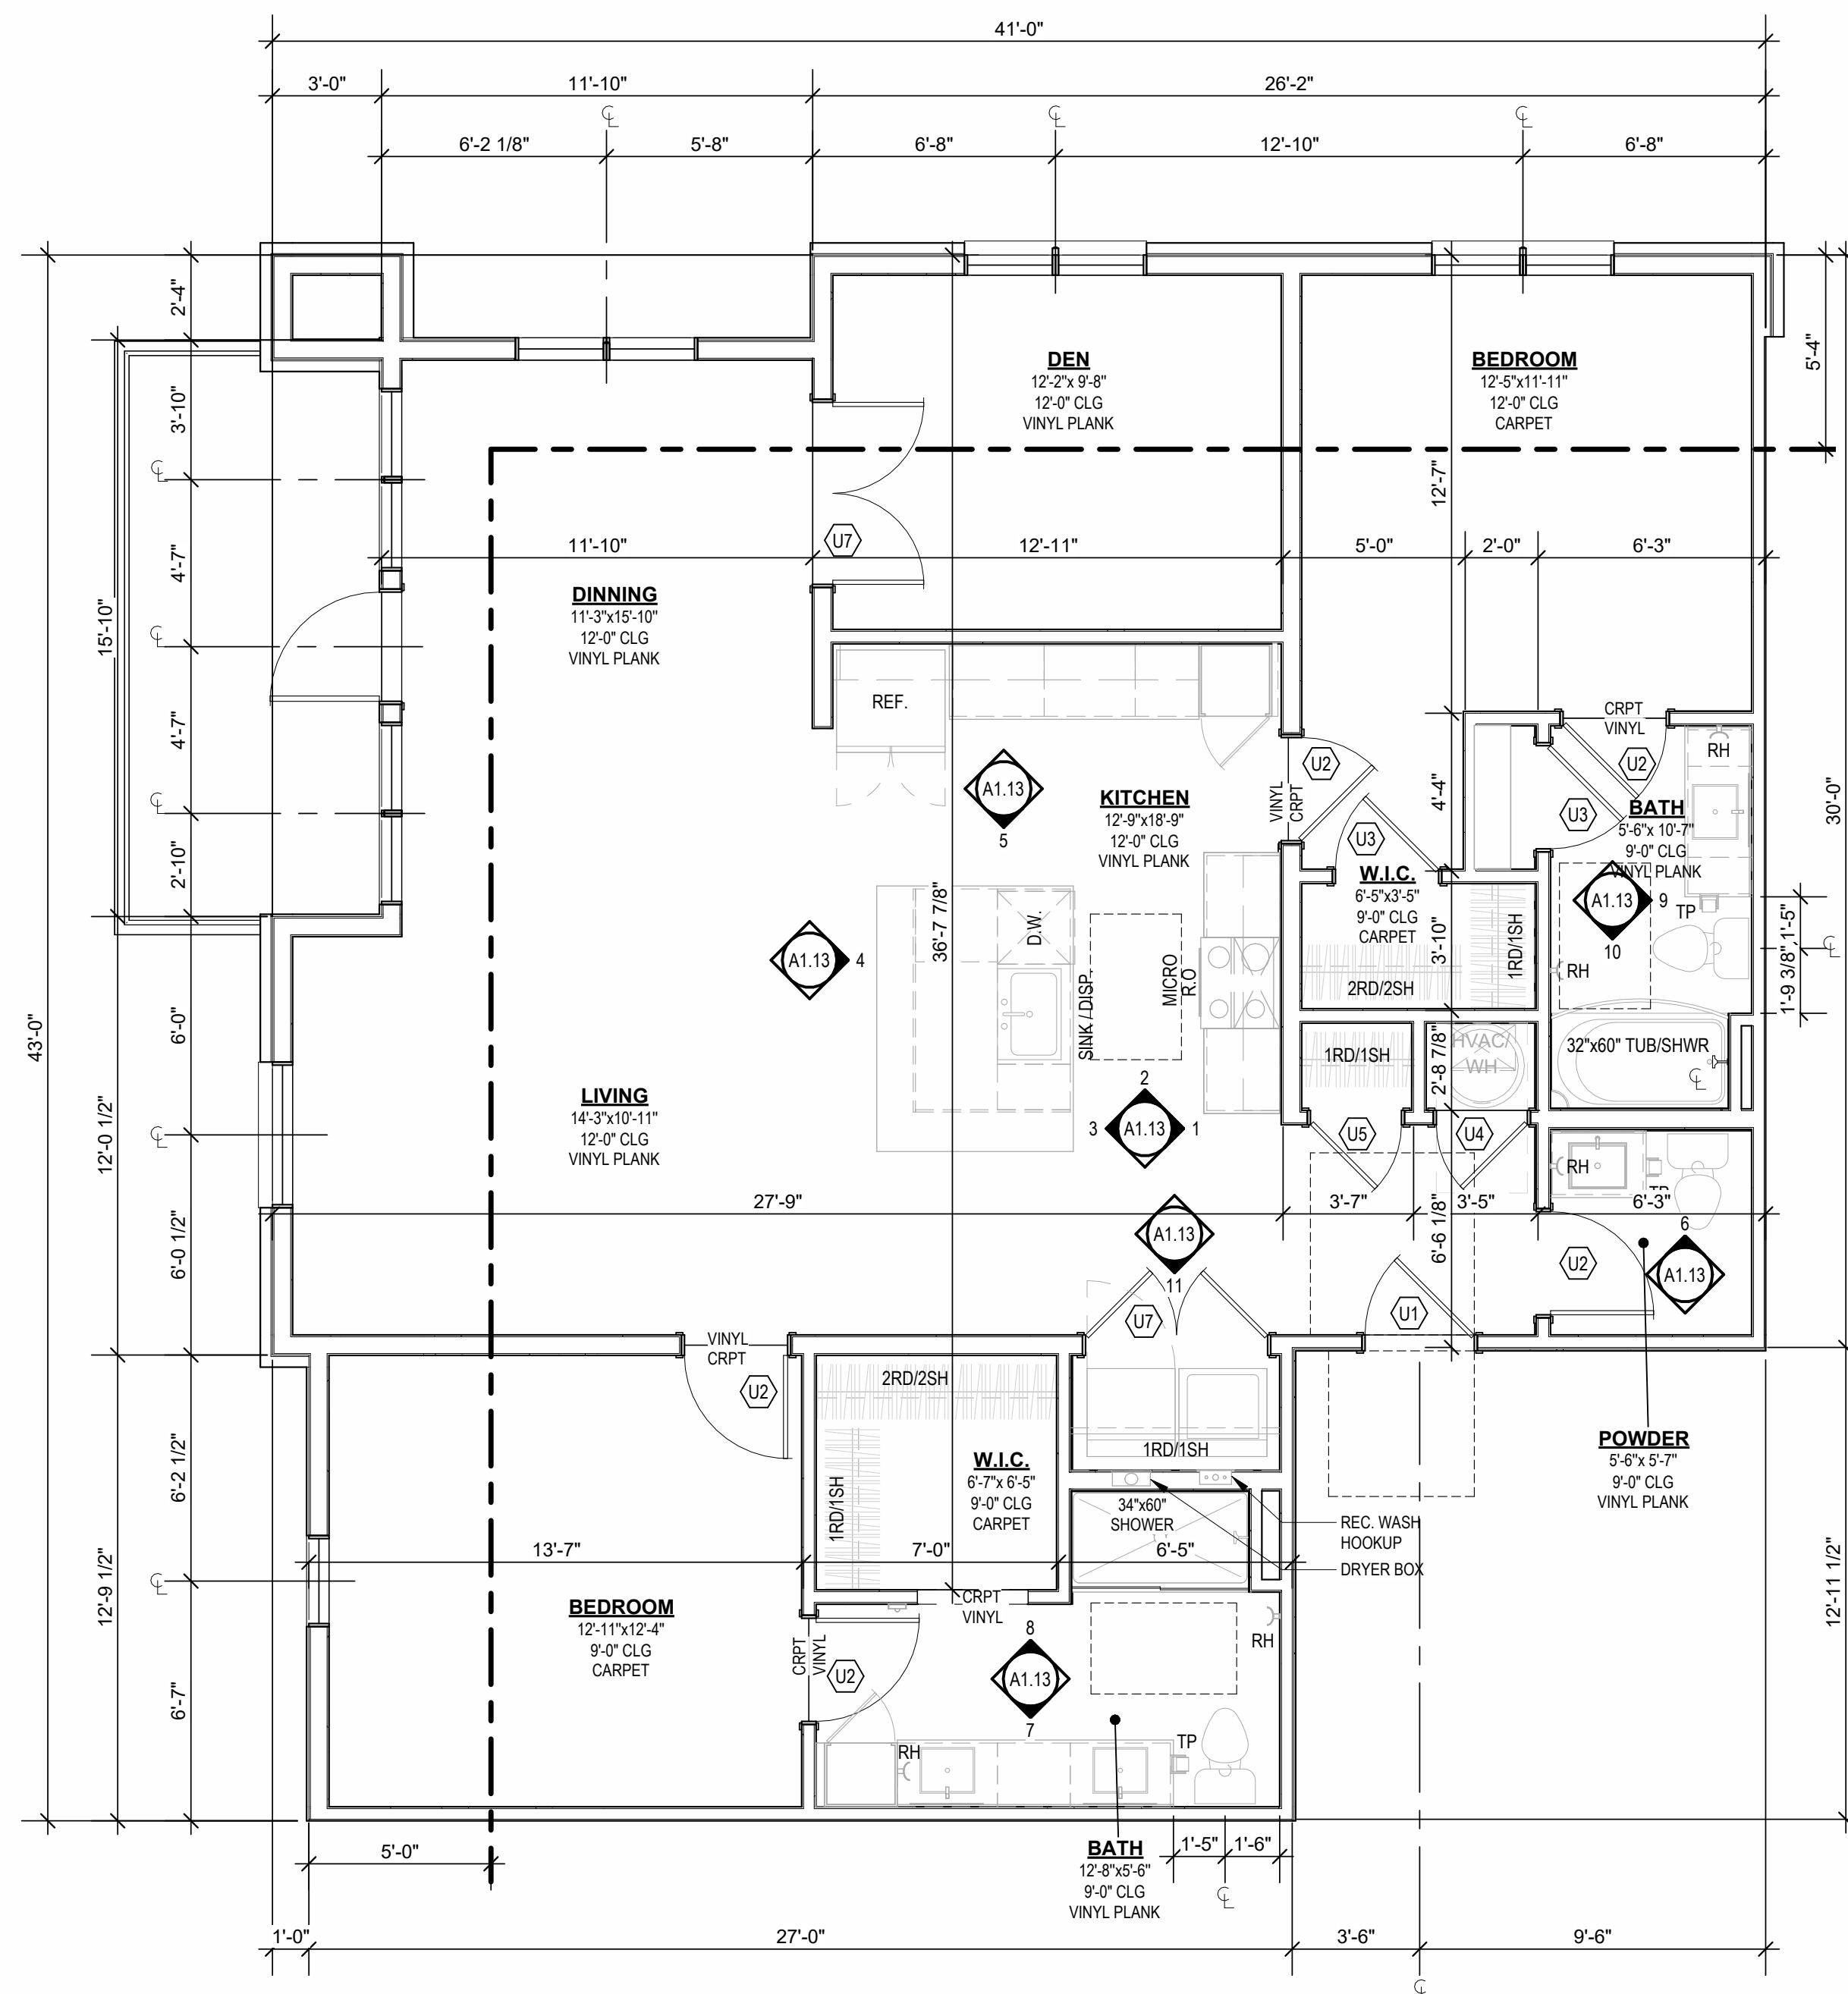 41'-0"
3'-0"
11'-10"
26'-2"
6'-2 1/8"
5'-8"
6'-8"
12'-10"
6'-8"
2'-4"
3'-10"
4'-7"
4'-7"
2'-10"
15'-10"
43'-0"
6'-0"
12'-0 1/2"
6'-0 1/2"
6'-2 1/2"
12'-9 1/2"
6'-7"
5'-4"
30'-0"
1'-5"
1'-9 3/8"
12'-11 1/2"
DEN
12'-2"x 9'-8"
12'-0" CLG
VINYL PLANK
BEDROOM
12'-5"x11'-11"
12'-0" CLG
CARPET
12'-7"
11'-10"
U7
12'-11"
5'-0"
2'-0"
6'-3"
DINNING
11'-3"x15'-10"
12'-0" CLG
VINYL PLANK
REF.
A1.13
5
KITCHEN
12'-9"x18'-9"
12'-0" CLG
VINYL PLANK
VINYL
CRPT
U2
U3
4'-4"
CRPT
VINYL
U2
RH
U3
BATH
5'-6"x 10'-7"
9'-0" CLG
VINYL PLANK
A1.13
9
10
TP
RH
W.I.C.
6'-5"x3'-5"
9'-0" CLG
CARPET
1RD/1SH
3'-10"
2RD/2SH
A1.13
4
36'-7 7/8"
D.W.
SINK / DISP.
MICRO
R.O
1RD/1SH
2'-8 7/8"
HVAC/
WH
32"x60" TUB/SHWR
LIVING
14'-3"x10'-11"
12'-0" CLG
VINYL PLANK
2
3
A1.13
1
U5
U4
RH
27'-9"
3'-7"
3'-5"
6'-3"
6'-6 1/8"
A1.13
11
U7
U1
U2
6
A1.13
VINYL
CRPT
U2
2RD/2SH
1RD/1SH
W.I.C.
6'-7"x 6'-5"
9'-0" CLG
CARPET
1RD/1SH
POWDER
5'-6"x 5'-7"
9'-0" CLG
VINYL PLANK
34"x60"
SHOWER
REC. WASH
HOOKUP
DRYER BOX
13'-7"
7'-0"
6'-5"
CRPT
VINYL
BEDROOM
12'-11"x12'-4"
9'-0" CLG
CARPET
CRPT
VINYL
U2
8
A1.13
7
RH
RH
TP
5'-0"
BATH
12'-8"x5'-6"
9'-0" CLG
VINYL PLANK
1'-5"
1'-6"
1'-0"
27'-0"
3'-6"
9'-6"